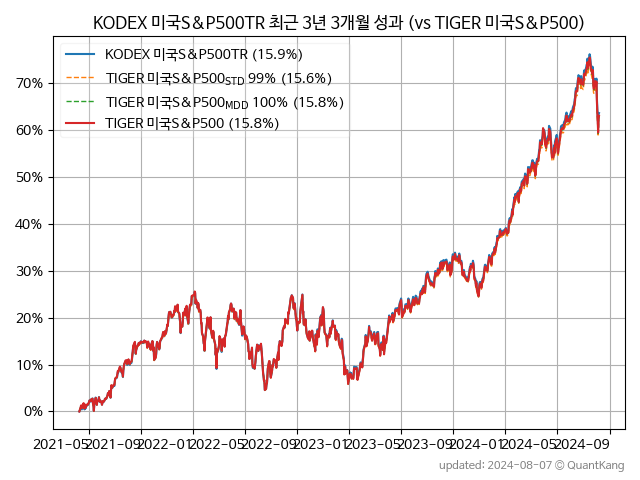 KODEX 미국S&P500TR 최근 3년 3개월 성과 (vs TIGER 미국S&P500)
KODEX 미국S&P500TR (15.9%)
TIGER 미국S&P500STD 99% (15.6%)
TIGER 미국S&P500MDD 100% (15.8%)
TIGER 미국S&P500 (15.8%)
70%
60%
50%
40%
30%
20%
10%
0%
2021-05 2021-09 2022-01 2022-05 2022-09 2023-01 2023-05 2023-09 2024-01 2024-05 2024-09
updated: 2024-08-07 © QuantKang